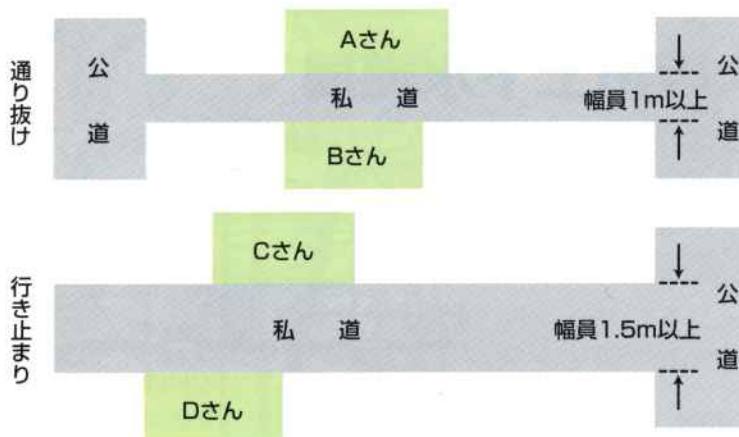 通り抜け
公道
Aさん
私道
幅員1m以上
Bさん
公道
行き止まり
Cさん
私道
幅員1.5m以上
Dさん
公道